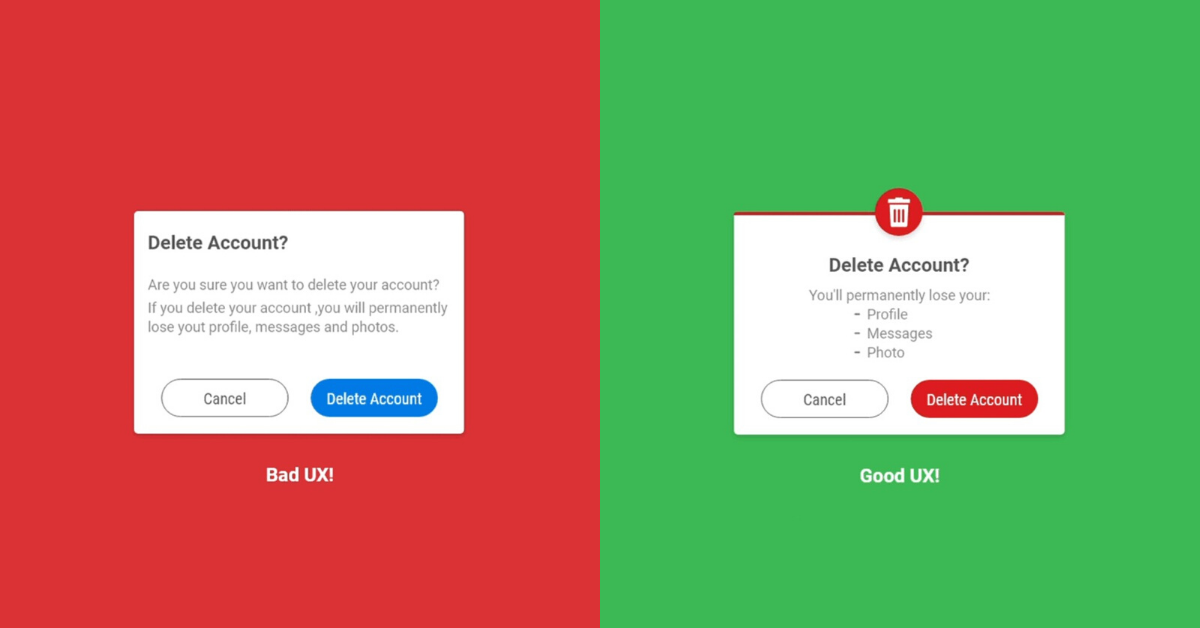 Delete Account?
Are you sure you want to delete your account?
If you delete your account ,you will permanently
lose yout profile, messages and photos.
Cancel
Delete Account
Bad UX!
Delete Account?
You'll permanently lose your:
- Profile
- Messages
- Photo
Cancel
Delete Account
Good UX!